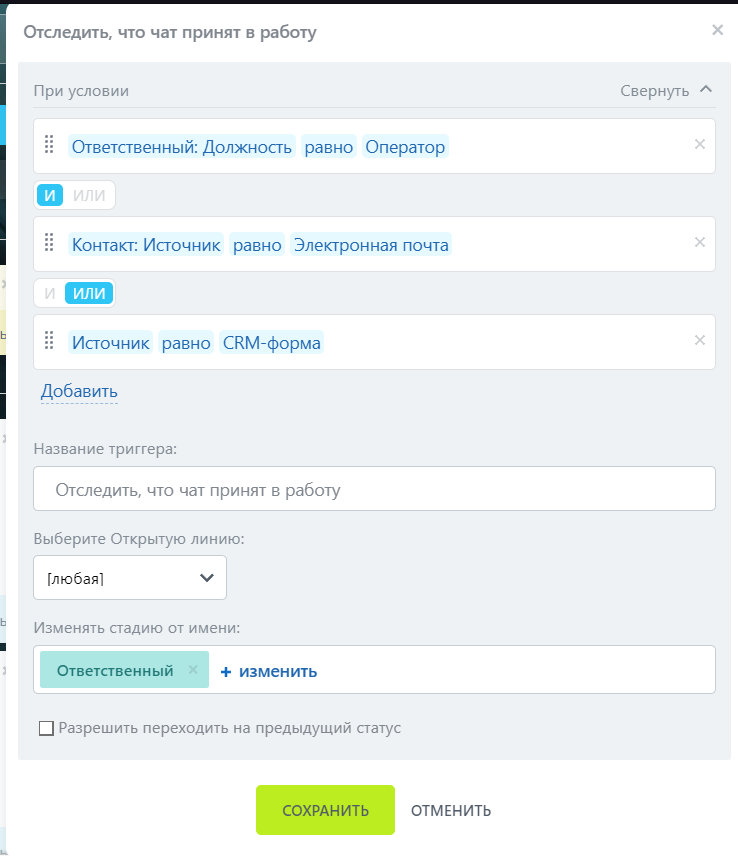 Отследить, что чат принят в работу
При условии Свернуть
Ответственный: Должность равно Оператор
И ИЛИ
Контакт: Источник равно Электронная почта
И ИЛИ
Источник равно CRM-форма
Добавить
Название триггера:
Отследить, что чат принят в работу
Выберите Открытую линию:
[любая]
Изменять стадию от имени:
Ответственный + изменить
Разрешить переходить на предыдущий статус
СОХРАНИТЬ ОТМЕНИТЬ